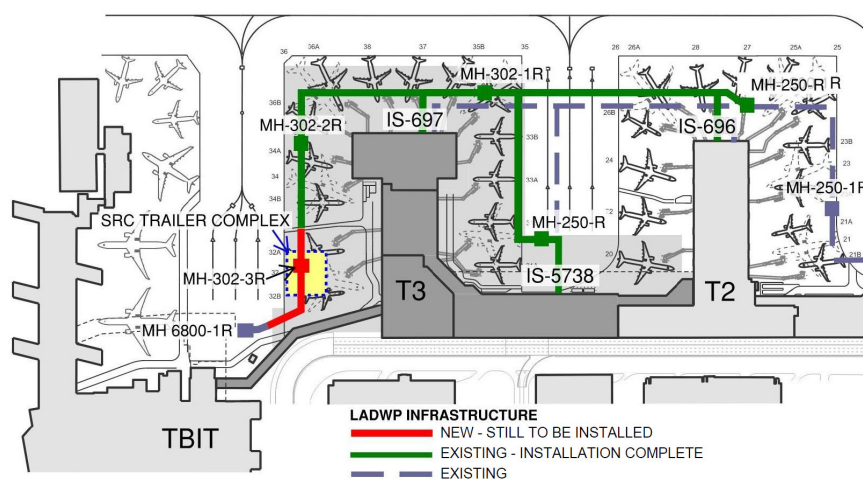 36
36A
38
37
35B
35
26
26A
28
27
25A
25
MH-302-1R
MH-250-R
R
36B
MH-302-2R
IS-697
26B
IS-696
34A
33B
23B
34
33A
24
23
34B
22
MH-250-1R
SRC TRAILER COMPLEX
MH-250-R
21A
21
32A
20
21B
MH-302-3R
IS-5738
32B
T3
T2
MH 6800-1R
TBIT
LADWP INFRASTRUCTURE
NEW - STILL TO BE INSTALLED
EXISTING - INSTALLATION COMPLETE
EXISTING